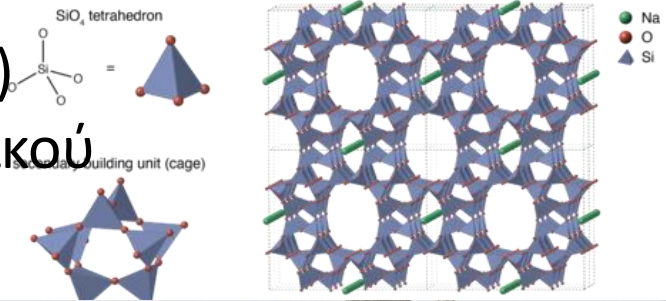 SiO₄ tetrahedron
O
Si
O
O
=
)
κού
building unit (cage)
Na
O
Si